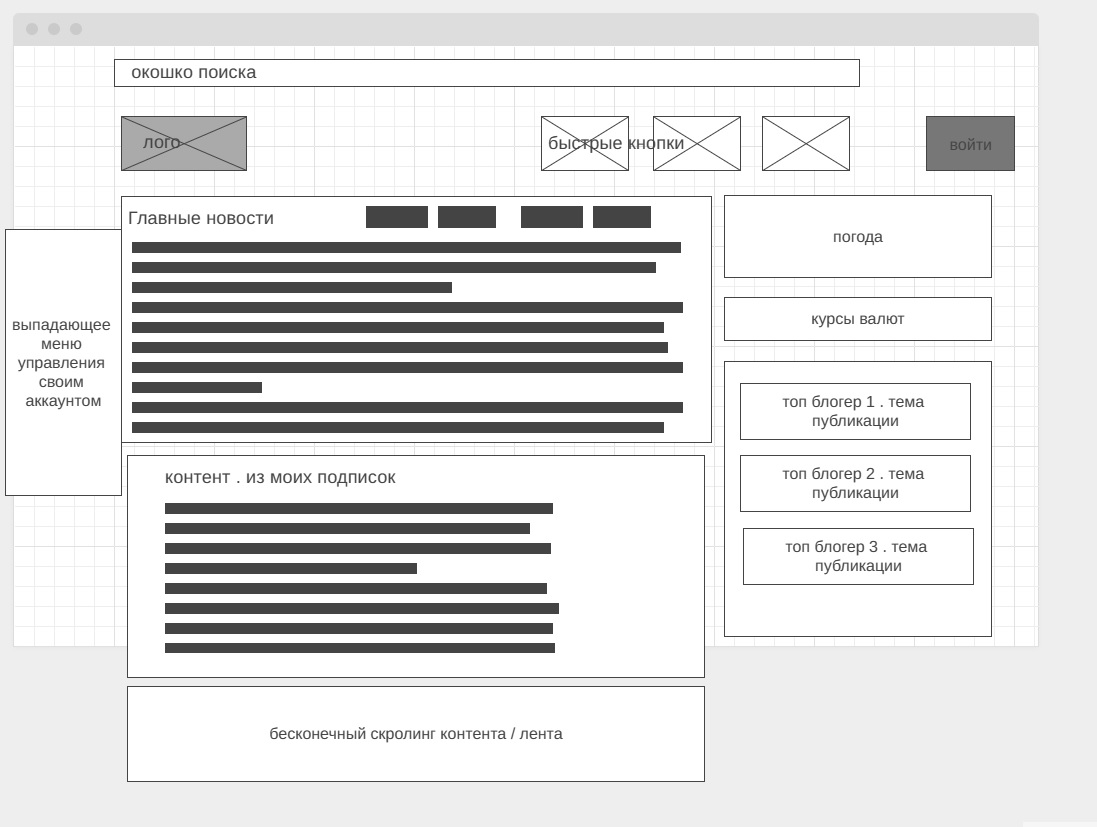 окошко поиска
лого
быстрые кнопки
войти
Главные новости
погода
курсы валют
выпадающее
меню
управления
своим
аккаунтом
топ блогер 1 . тема
публикации
топ блогер 2 . тема
публикации
топ блогер 3 . тема
публикации
контент . из моих подписок
бесконечный скролинг контента / лента